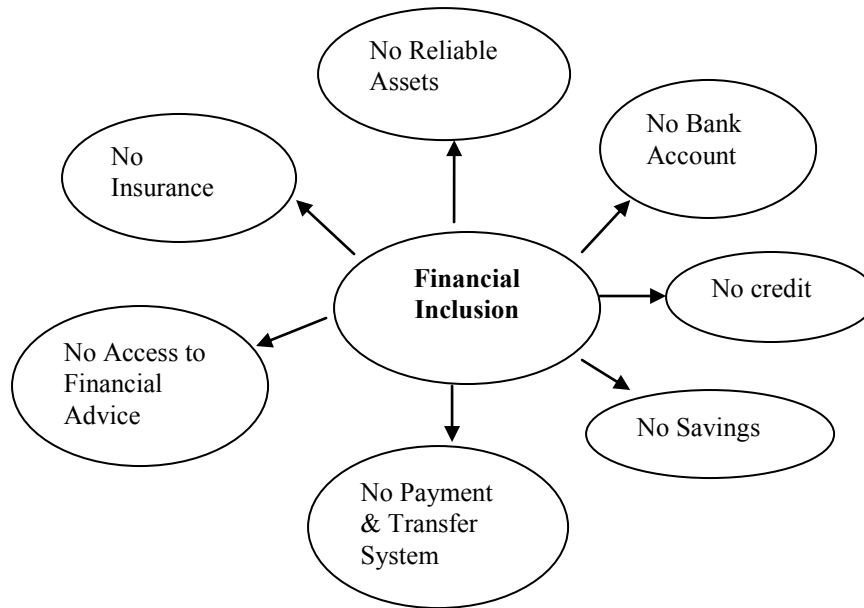 No Reliable
Assets
No Bank
Account
No
Insurance
Financial
Inclusion
No credit
No Access to
Financial
Advice
No Savings
No Payment
& Transfer
System